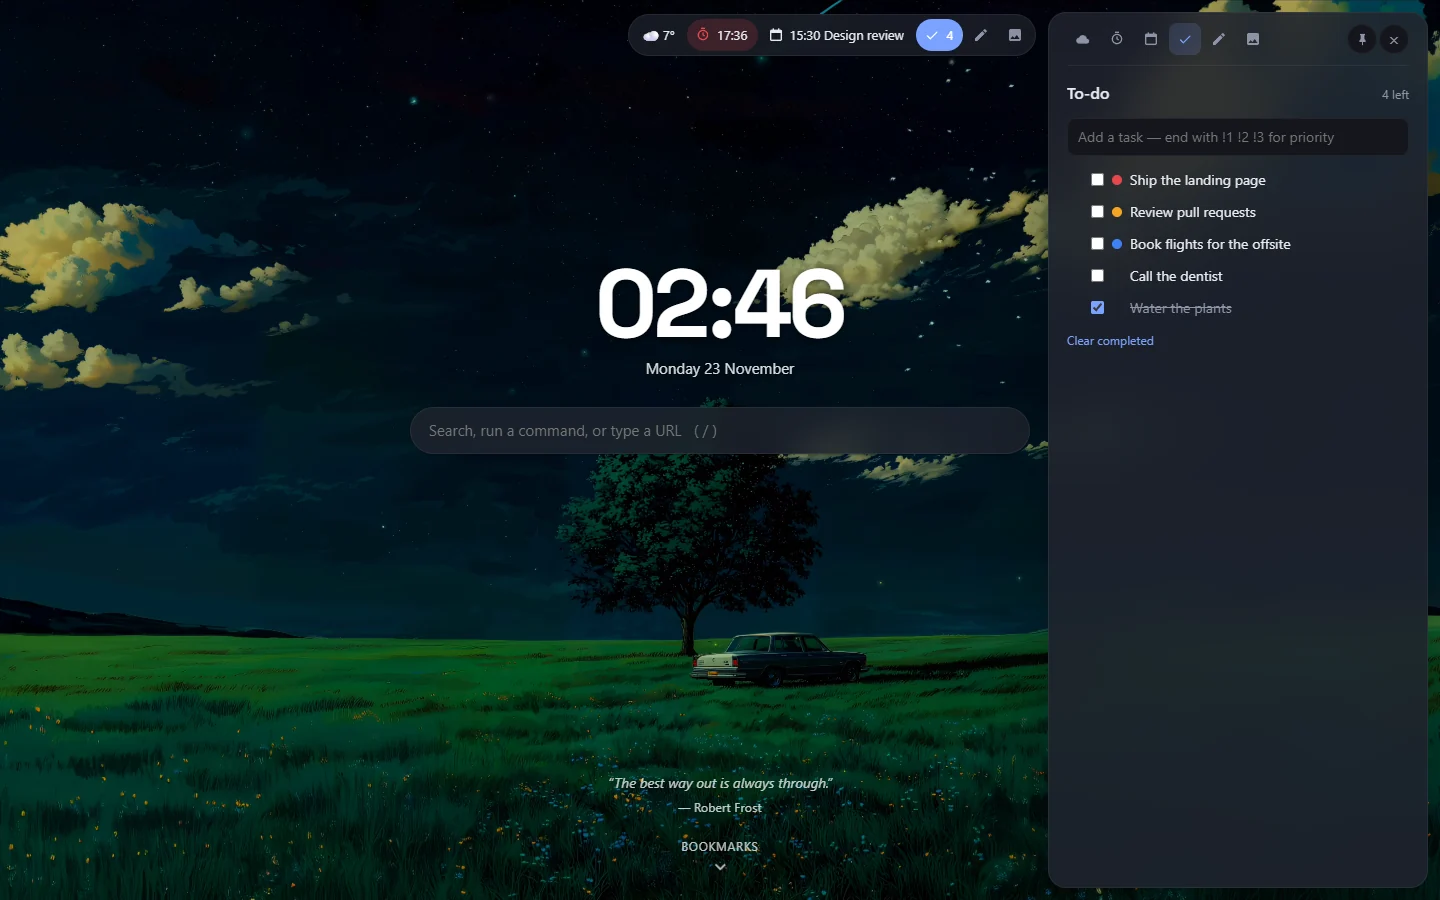 7° 17:36 15:30 Design review 4
02:46
Monday 23 November
Search, run a command, or type a URL ( / )
“The best way out is always through.”
— Robert Frost
BOOKMARKS
To-do 4 left
Add a task — end with !1 !2 !3 for priority
Ship the landing page
Review pull requests
Book flights for the offsite
Call the dentist
Water the plants
Clear completed